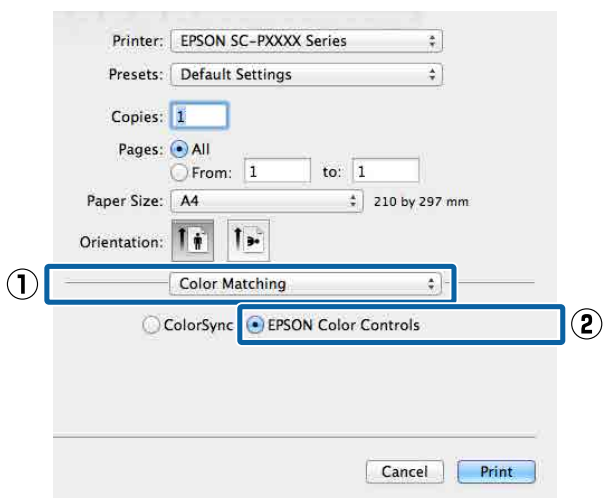 Printer: EPSON SC-PXXXX Series
Presets: Default Settings
Copies: 1
Pages: All
From: 1 to: 1
Paper Size: A4 210 by 297 mm
Orientation:
① Color Matching
ColorSync EPSON Color Controls ②
Cancel Print